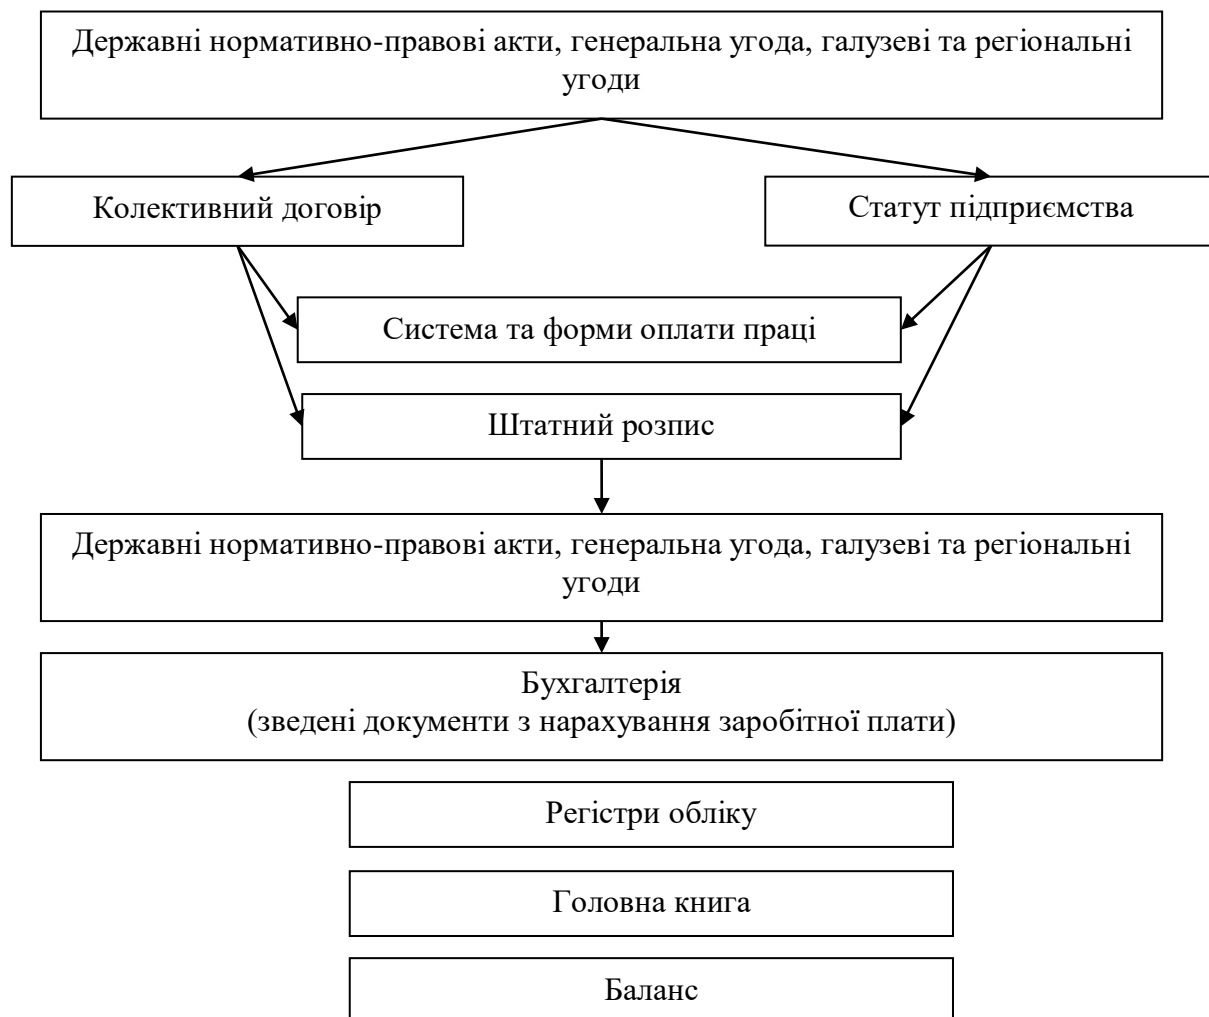 Державні нормативно-правові акти, генеральна угода, галузеві та регіональні
угоди
Колективний договір
Статут підприємства
Система та форми оплати праці
Штатний розпис
Державні нормативно-правові акти, генеральна угода, галузеві та регіональні
угоди
Бухгалтерія
(зведені документи з нарахування заробітної плати)
Регістри обліку
Головна книга
Баланс